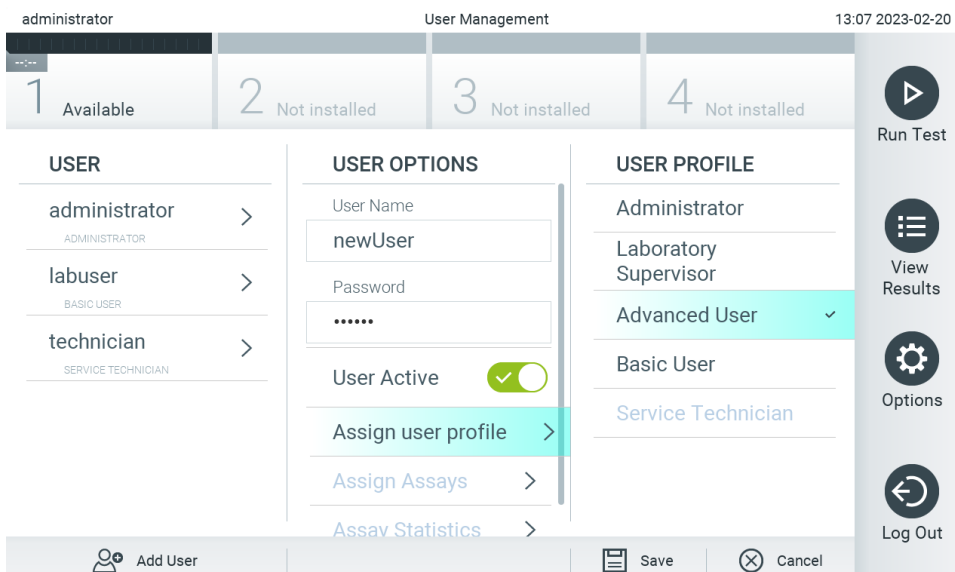 administrator
User Management
13:07 2023-02-20
--:--
1 Available
2 Not installed
3 Not installed
4 Not installed
USER
administrator
ADMINISTRATOR
labuser
BASIC USER
technician
SERVICE TECHNICIAN
USER OPTIONS
User Name
newUser
Password
••••••
User Active
Assign user profile
Assign Assays
Assay Statistics
USER PROFILE
Administrator
Laboratory
Supervisor
Advanced User
Basic User
Service Technician
Run Test
View
Results
Options
Log Out
Add User
Save
Cancel